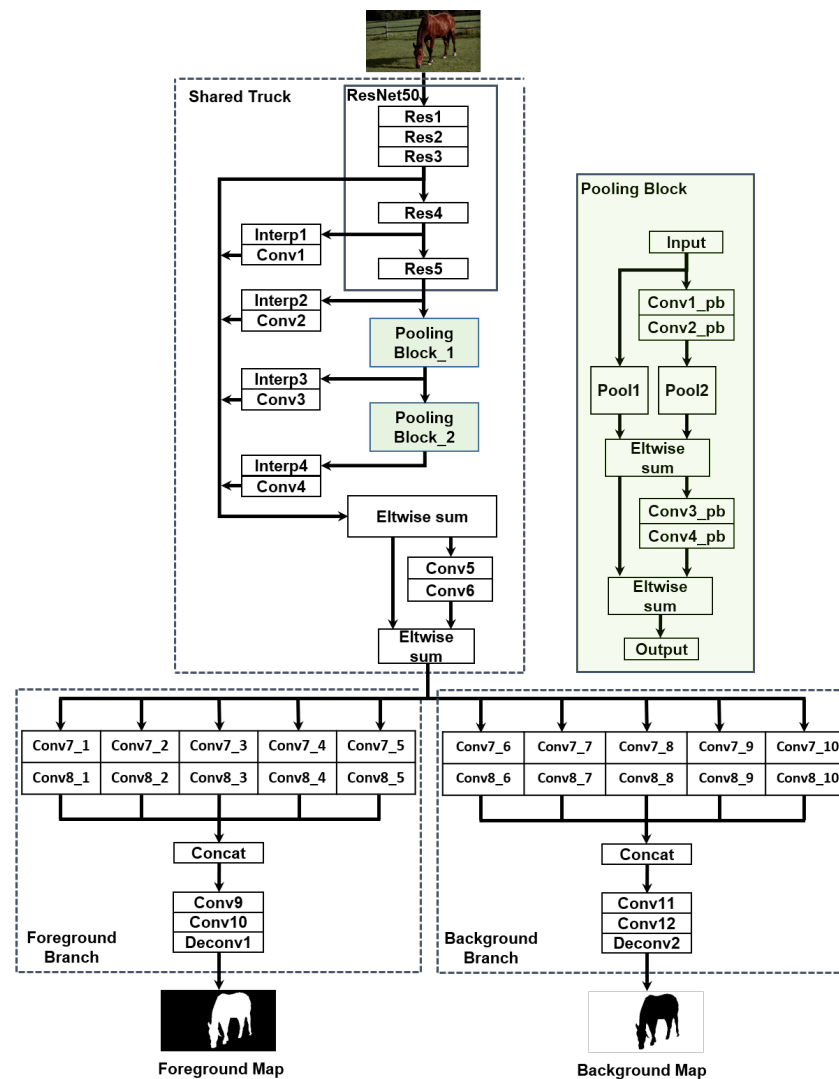 Shared Truck
ResNet50
Res1
Res2
Res3
Res4
Interp1
Conv1
Res5
Interp2
Conv2
Pooling
Block_1
Interp3
Conv3
Pooling
Block_2
Interp4
Conv4
Eltwise sum
Conv5
Conv6
Eltwise
sum
Pooling Block
Input
Conv1_pb
Conv2_pb
Pool1
Pool2
Eltwise
sum
Conv3_pb
Conv4_pb
Eltwise
sum
Output
Conv7_1 Conv7_2 Conv7_3 Conv7_4 Conv7_5
Conv8_1 Conv8_2 Conv8_3 Conv8_4 Conv8_5
Concat
Conv9
Conv10
Deconv1
Foreground
Branch
Foreground Map
Conv7_6 Conv7_7 Conv7_8 Conv7_9 Conv7_10
Conv8_6 Conv8_7 Conv8_8 Conv8_9 Conv8_10
Concat
Conv11
Conv12
Deconv2
Background
Branch
Background Map